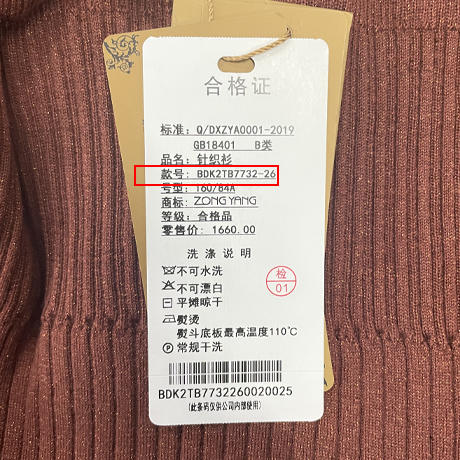 合格证
标准: Q/DXZYA0001-2019
GB18401 B类
品名: 针织衫
款号: BDK2TB7732-26
号型: 160/84A
商标: ZONGYANG
等级: 合格品
零售价: 1660.00
洗涤说明
不可水洗
不可漂白
平摊晾干
熨烫
熨斗底板最高温度110℃
Ⓟ常规干洗
检
01
BDK2TB7732260020025
(此条码仅供公司内部使用)